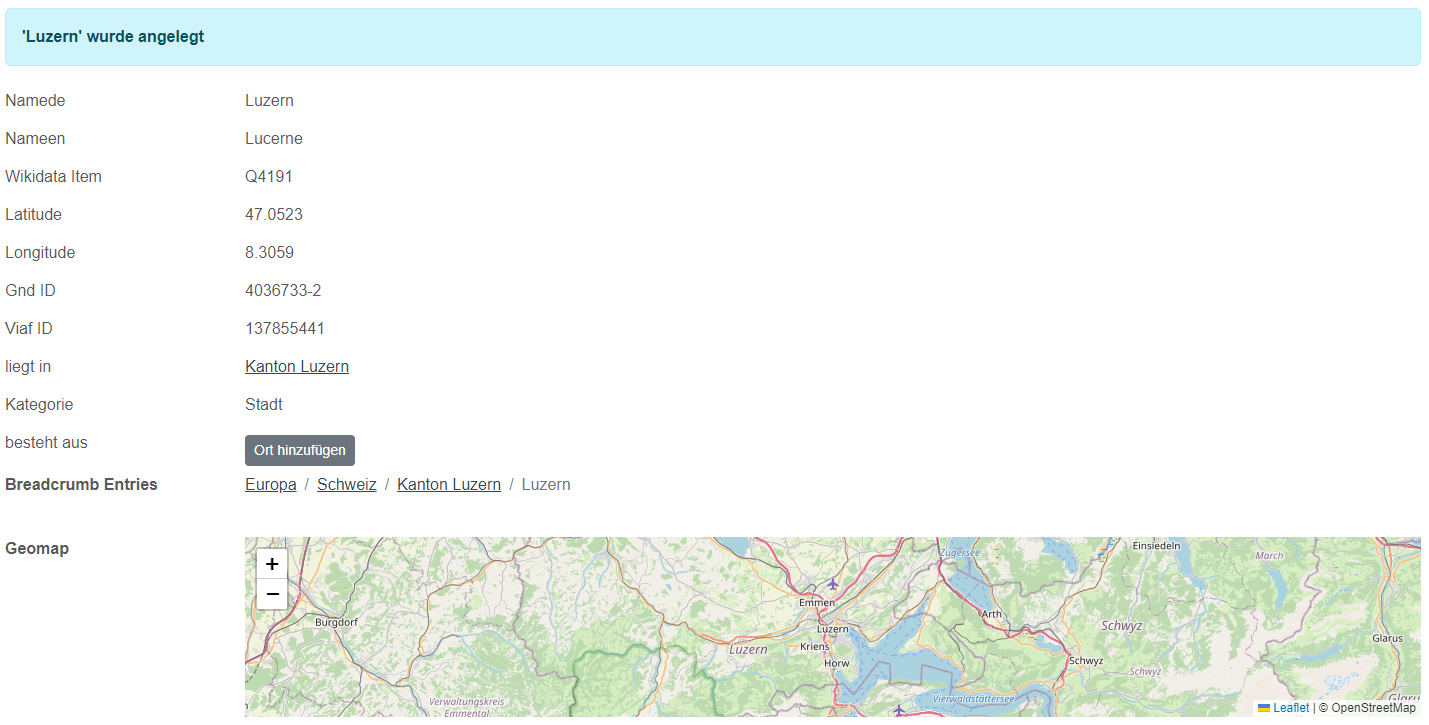 'Luzern' wurde angelegt
Namede Luzern
Nameen Lucerne
Wikidata Item Q4191
Latitude 47.0523
Longitude 8.3059
Gnd ID 4036733-2
Viaf ID 137855441
liegt in Kanton Luzern
Kategorie Stadt
besteht aus Ort hinzufügen
Breadcrumb Entries Europa / Schweiz / Kanton Luzern / Luzern
Geomap
+
−
Zugersee
Einsiedeln
March
Emmen
Burgdorf
Arth
Luzern
Schwyz
Glarus
Kriens
Luzern
Horw
Schwyz
Schwyz
Verwaltungskreis
Emmental
Vierwaldstättersee
Glarus
Leaflet | © OpenStreetMap